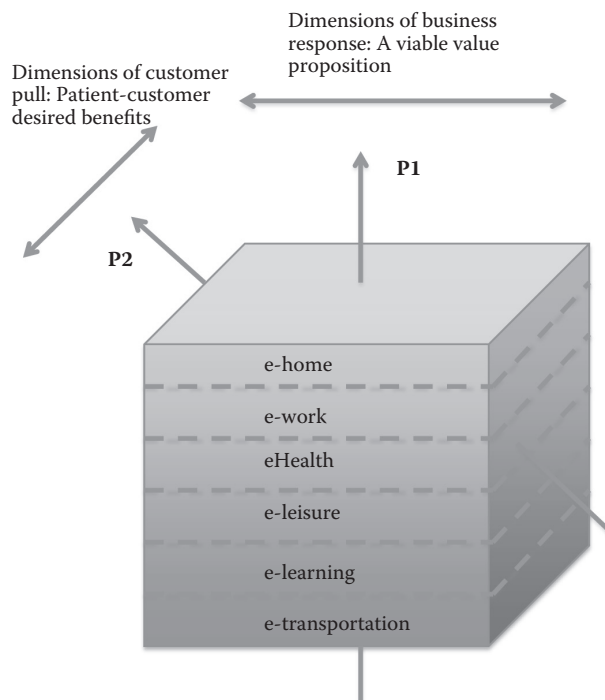 Dimensions of business
response: A viable value
proposition
Dimensions of customer
pull: Patient-customer
desired benefits
P1
P2
e-home
e-work
eHealth
e-leisure
e-learning
e-transportation